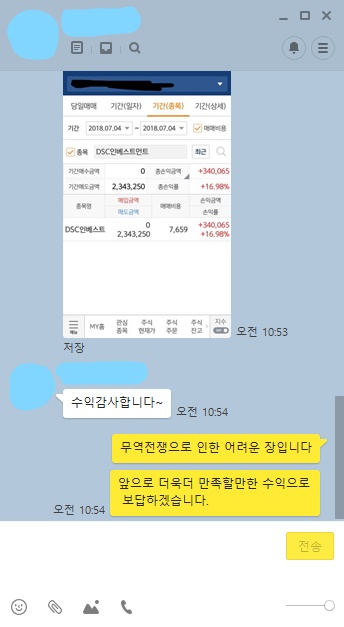 당일매매 기간(일자) 기간(종목) 기간(상세)
기간 2018.07.04 ~ 2018.07.04 매매비용
종목 DSC인베스트먼트 최근
기간매수금액 0 총손익금액 +340,065
기간매도금액 2,343,250 총손익률 +16.98%
종목명 매입금액 매매비용 손익금액
매도금액 손익률
DSC인베스트 0 7,659 +340,065
2,343,250 +16.98%
메뉴 MY홈 관심종목 주식현재가 주식주문 주식잔고 지수
OFF
오전 10:53
저장
수익감사합니다~
오전 10:54
무역전쟁으로 인한 어려운 장입니다
앞으로 더욱더 만족할만한 수익으로
보답하겠습니다.
오전 10:54
전송